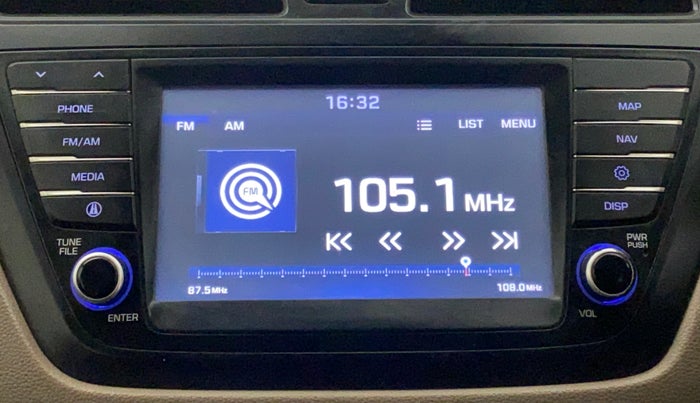 16:32
FM AM LIST MENU
FM
105.1 MHz
87.5 MHz 108.0 MHz
PHONE
FM/AM
MEDIA
TUNE
FILE
ENTER
MAP
NAV
DISP
PWR
PUSH
VOL